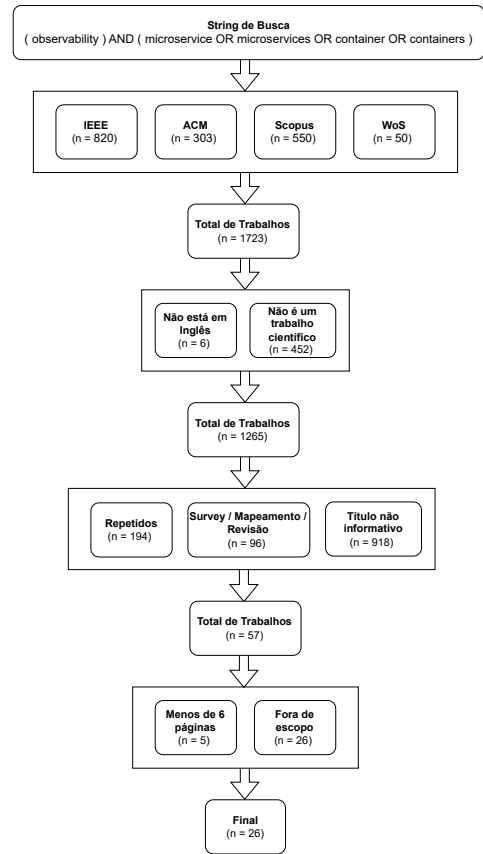 String de Busca
( observability ) AND ( microservice OR microservices OR container OR containers )
IEEE
(n = 820)
ACM
(n = 303)
Scopus
(n = 550)
WoS
(n = 50)
Total de Trabalhos
(n = 1723)
Não está em
Inglês
(n = 6)
Não é um
trabalho
científico
(n = 452)
Total de Trabalhos
(n = 1265)
Repetidos
(n = 194)
Survey / Mapeamento /
Revisão
(n = 96)
Título não
informativo
(n = 918)
Total de Trabalhos
(n = 57)
Menos de 6
páginas
(n = 5)
Fora de
escopo
(n = 26)
Final
(n = 26)